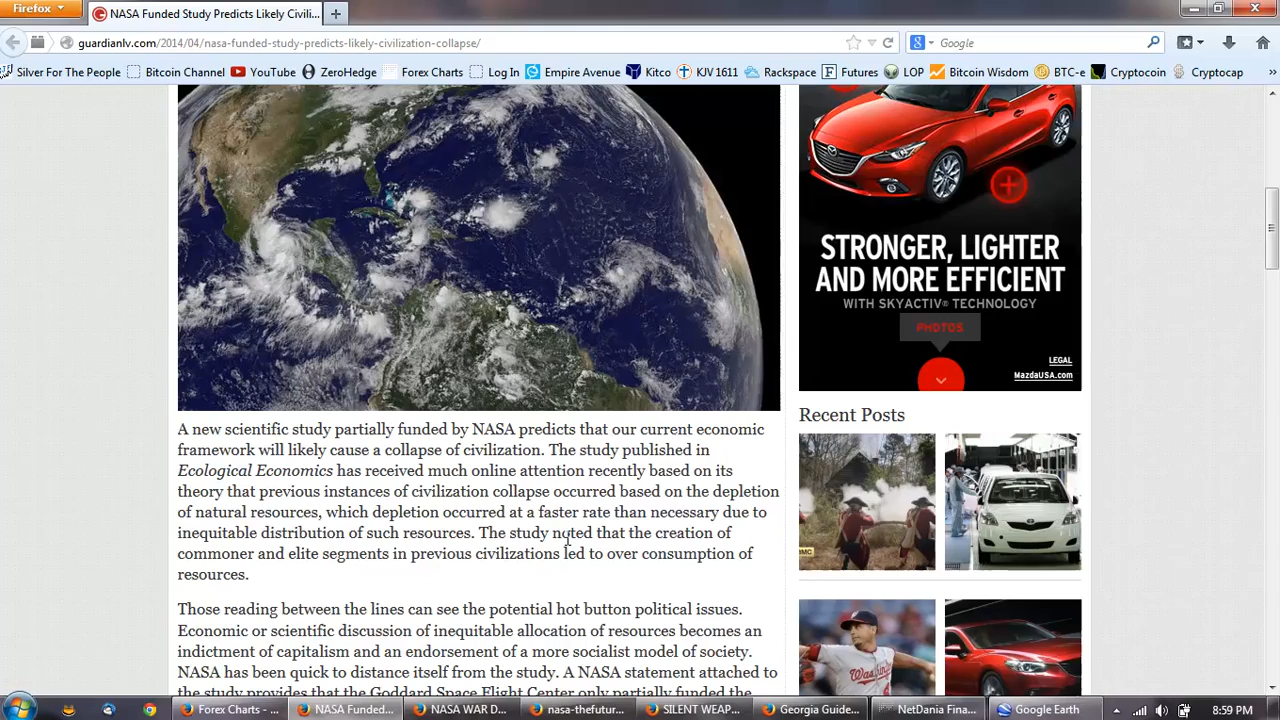 Firefox
NASA Funded Study Predicts Likely Civili...
guardianlv.com/2014/04/nasa-funded-study-predicts-likely-civilization-collapse/
Google
Silver For The People
Bitcoin Channel
YouTube
ZeroHedge
Forex Charts
Log In
Empire Avenue
Kitco
KJV 1611
Rackspace
Futures
LOP
Bitcoin Wisdom
BTC-e
Cryptocoin
Cryptocap
»
STRONGER, LIGHTER
AND MORE EFFICIENT
WITH SKYACTIV® TECHNOLOGY
PHOTOS
LEGAL
MazdaUSA.com
A new scientific study partially funded by NASA predicts that our current economic
framework will likely cause a collapse of civilization. The study published in
Ecological Economics has received much online attention recently based on its
theory that previous instances of civilization collapse occurred based on the depletion
of natural resources, which depletion occurred at a faster rate than necessary due to
inequitable distribution of such resources. The study noted that the creation of
commoner and elite segments in previous civilizations led to over consumption of
resources.
Those reading between the lines can see the potential hot button political issues.
Economic or scientific discussion of inequitable allocation of resources becomes an
indictment of capitalism and an endorsement of a more socialist model of society.
NASA has been quick to distance itself from the study. A NASA statement attached to
the study provides that the Goddard Space Flight Center only partially funded the
Recent Posts
Forex Charts - ...
NASA Funded...
NASA WAR D...
nasa-thefutur...
SILENT WEAP...
Georgia Guide...
NetDania Fina...
Google Earth
8:59 PM